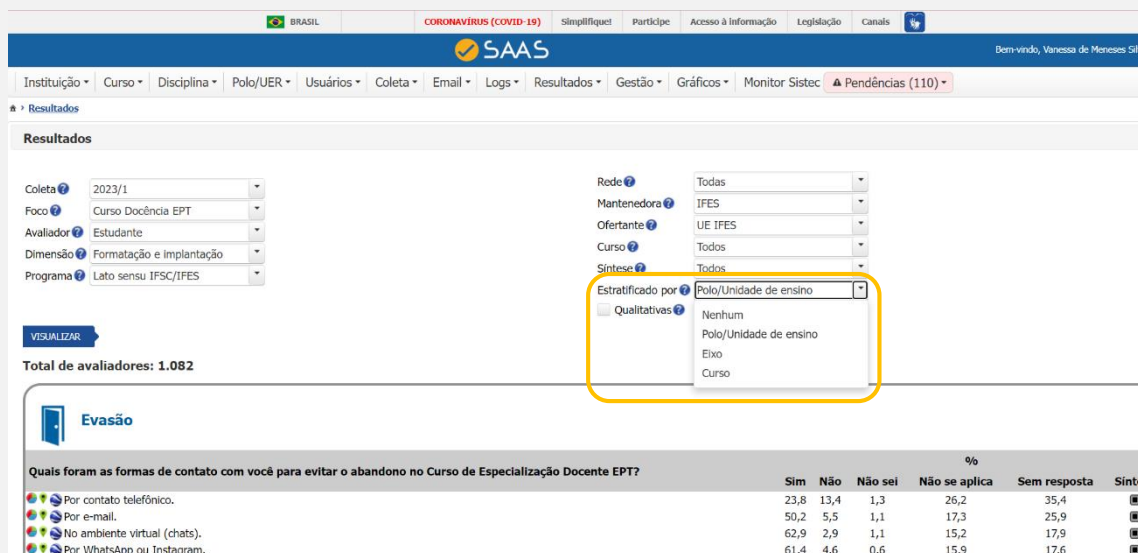 BRASIL CORONAVÍRUS (COVID-19) Simplifique! Participe Acesso à informação Legislação Canais
SAAS
Bem-vindo, Vanessa de Meneses Sil
Instituição Curso Disciplina Polo/UER Usuários Coleta Email Logs Resultados Gestão Gráficos Monitor Sistec Pendências (110)
Resultados
Resultados
Coleta 2023/1
Foco Curso Docência EPT
Avaliador Estudante
Dimensão Formatação e implantação
Programa Lato sensu IFSC/IFES
Rede Todas
Mantenedora IFES
Ofertante UE IFES
Curso Todos
Síntese Todos
Estratificado por Polo/Unidade de ensino
Qualitativas
Nenhum
Polo/Unidade de ensino
Eixo
Curso
VISUALIZAR
Total de avaliadores: 1.082
Evasão
Quais foram as formas de contato com você para evitar o abandono no Curso de Especialização Docente EPT?
%
Sim Não Não sei Não se aplica Sem resposta Sínt
Por contato telefônico. 23,8 13,4 1,3 26,2 35,4
Por e-mail. 50,2 5,5 1,1 17,3 25,9
No ambiente virtual (chats). 62,9 2,9 1,1 15,2 17,9
Por WhatsApp ou Instagram. 61,4 4,6 0,6 15,9 17,6